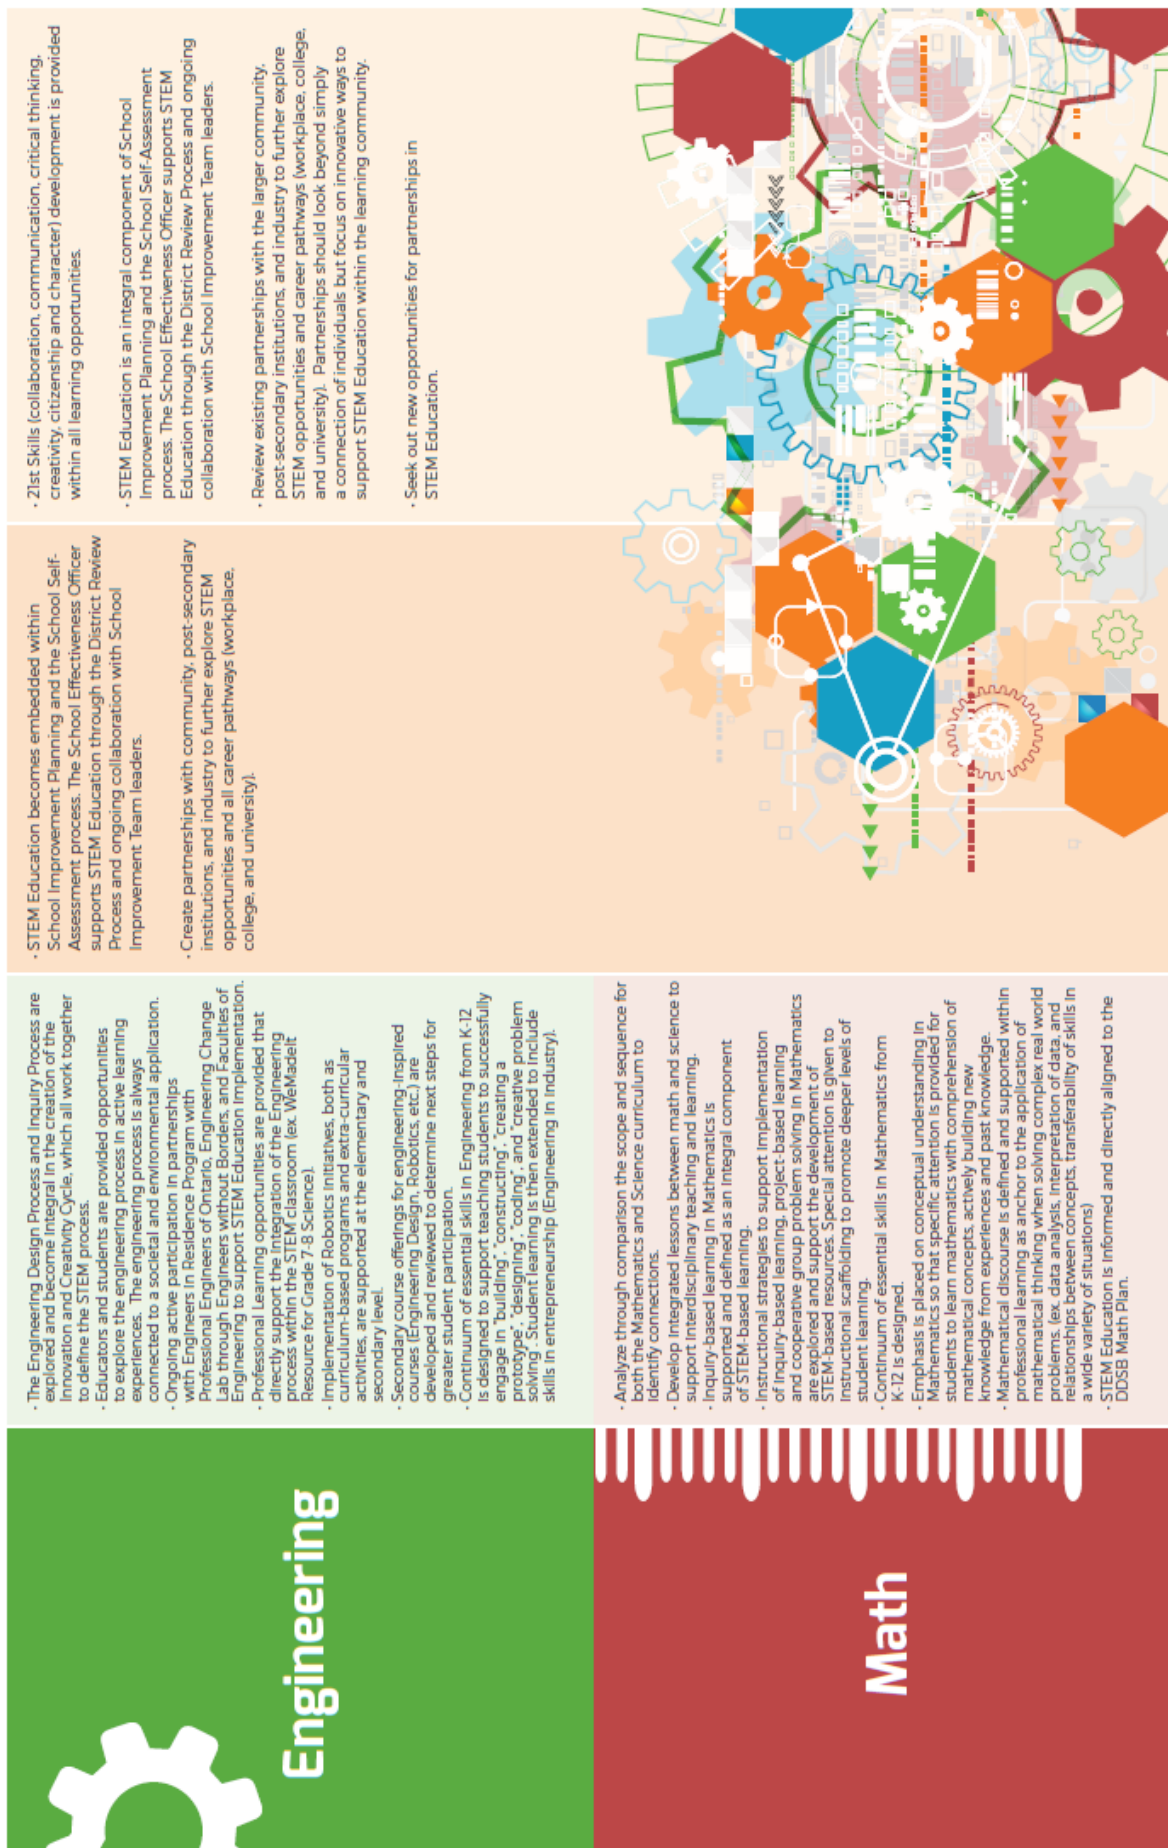 Engineering
· The Engineering Design Process and Inquiry Process are
explored and become integral in the creation of the
Innovation and Creativity Cycle, which all work together
to define the STEM process.
· Educators and students are provided opportunities
to explore the engineering process in active learning
experiences. The engineering process is always
connected to a societal and environmental application.
· Ongoing active participation in partnerships
with Engineers in Residence Program with
Professional Engineers of Ontario, Engineering Change
Lab through Engineers without Borders, and Faculties of
Engineering to support STEM Education implementation.
· Professional Learning opportunities are provided that
directly support the integration of the Engineering
process within the STEM classroom (ex. WeMadeIt
Resource for Grade 7-8 Science).
· Implementation of Robotics Initiatives, both as
curriculum-based programs and extra-curricular
activities, are supported at the elementary and
secondary level.
· Secondary course offerings for engineering-inspired
courses (Engineering Design, Robotics, etc.) are
developed and reviewed to determine next steps for
greater student participation.
· Continuum of essential skills in Engineering from K-12
is designed to support teaching students to successfully
engage in "building", "constructing", "creating a
prototype", "designing", "coding", and "creative problem
solving". Student learning is then extended to include
skills in entrepreneurship (Engineering in Industry).
· STEM Education becomes embedded within
School Improvement Planning and the School Self-
Assessment process. The School Effectiveness Officer
supports STEM Education through the District Review
Process and ongoing collaboration with School
Improvement Team leaders.
· Create partnerships with community, post-secondary
institutions, and industry to further explore STEM
opportunities and all career pathways (workplace,
college, and university).
· 21st Skills (collaboration, communication, critical thinking,
creativity, citizenship and character) development is provided
within all learning opportunities.
· STEM Education is an integral component of School
Improvement Planning and the School Self-Assessment
process. The School Effectiveness Officer supports STEM
Education through the District Review Process and ongoing
collaboration with School Improvement Team leaders.
· Review existing partnerships with the larger community,
post-secondary institutions, and industry to further explore
STEM opportunities and career pathways (workplace, college,
and university). Partnerships should look beyond simply
a connection of individuals but focus on innovative ways to
support STEM Education within the learning community.
· Seek out new opportunities for partnerships in
STEM Education.
Math
· Analyze through comparison the scope and sequence for
both the Mathematics and Science curriculum to
identify connections.
· Develop integrated lessons between math and science to
support interdisciplinary teaching and learning.
· Inquiry-based learning in Mathematics is
supported and defined as an integral component
of STEM-based learning.
· Instructional strategies to support implementation
of inquiry-based learning, project-based learning
and cooperative group problem solving in Mathematics
are explored and support the development of
STEM-based resources. Special attention is given to
instructional scaffolding to promote deeper levels of
student learning.
· Continuum of essential skills in Mathematics from
K-12 is designed.
· Emphasis is placed on conceptual understanding in
Mathematics so that specific attention is provided for
students to learn mathematics with comprehension of
mathematical concepts, actively building new
knowledge from experiences and past knowledge.
· Mathematical discourse is defined and supported within
professional learning as anchor to the application of
mathematical thinking when solving complex real world
problems. (ex. data analysis, interpretation of data, and
relationships between concepts, transferability of skills in
a wide variety of situations)
· STEM Education is informed and directly aligned to the
DDSB Math Plan.